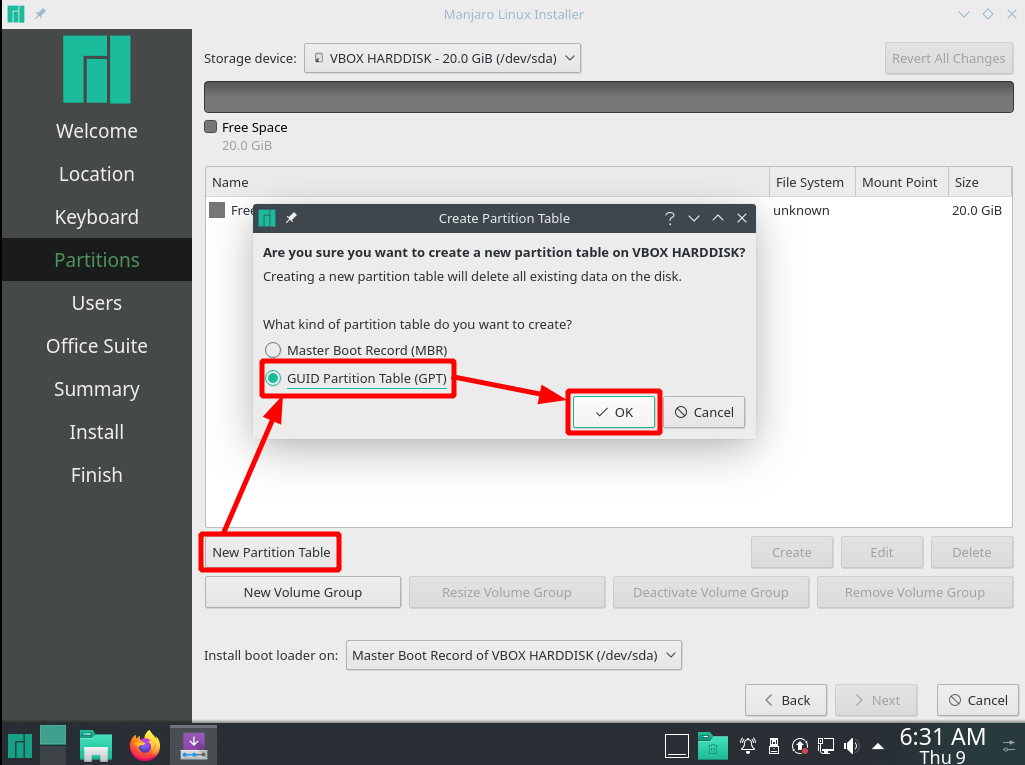 Manjaro Linux Installer
Welcome
Location
Keyboard
Partitions
Users
Office Suite
Summary
Install
Finish
Storage device: VBOX HARDDISK - 20.0 GiB (/dev/sda) Revert All Changes
Free Space
20.0 GiB
Name File System Mount Point Size
Free unknown 20.0 GiB
Create Partition Table
Are you sure you want to create a new partition table on VBOX HARDDISK?
Creating a new partition table will delete all existing data on the disk.
What kind of partition table do you want to create?
Master Boot Record (MBR)
GUID Partition Table (GPT)
OK Cancel
New Partition Table Create Edit Delete
New Volume Group Resize Volume Group Deactivate Volume Group Remove Volume Group
Install boot loader on: Master Boot Record of VBOX HARDDISK (/dev/sda)
Back Next Cancel
6:31 AM
Thu 9